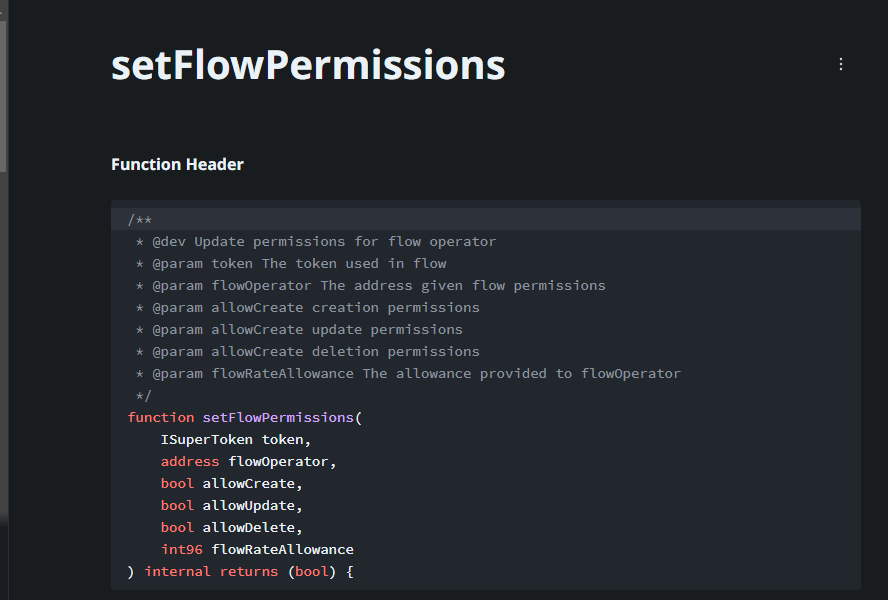 setFlowPermissions
Function Header
/**
 * @dev Update permissions for flow operator
 * @param token The token used in flow
 * @param flowOperator The address given flow permissions
 * @param allowCreate creation permissions
 * @param allowCreate update permissions
 * @param allowCreate deletion permissions
 * @param flowRateAllowance The allowance provided to flowOperator
 */
function setFlowPermissions(
    ISuperToken token,
    address flowOperator,
    bool allowCreate,
    bool allowUpdate,
    bool allowDelete,
    int96 flowRateAllowance
) internal returns (bool) {